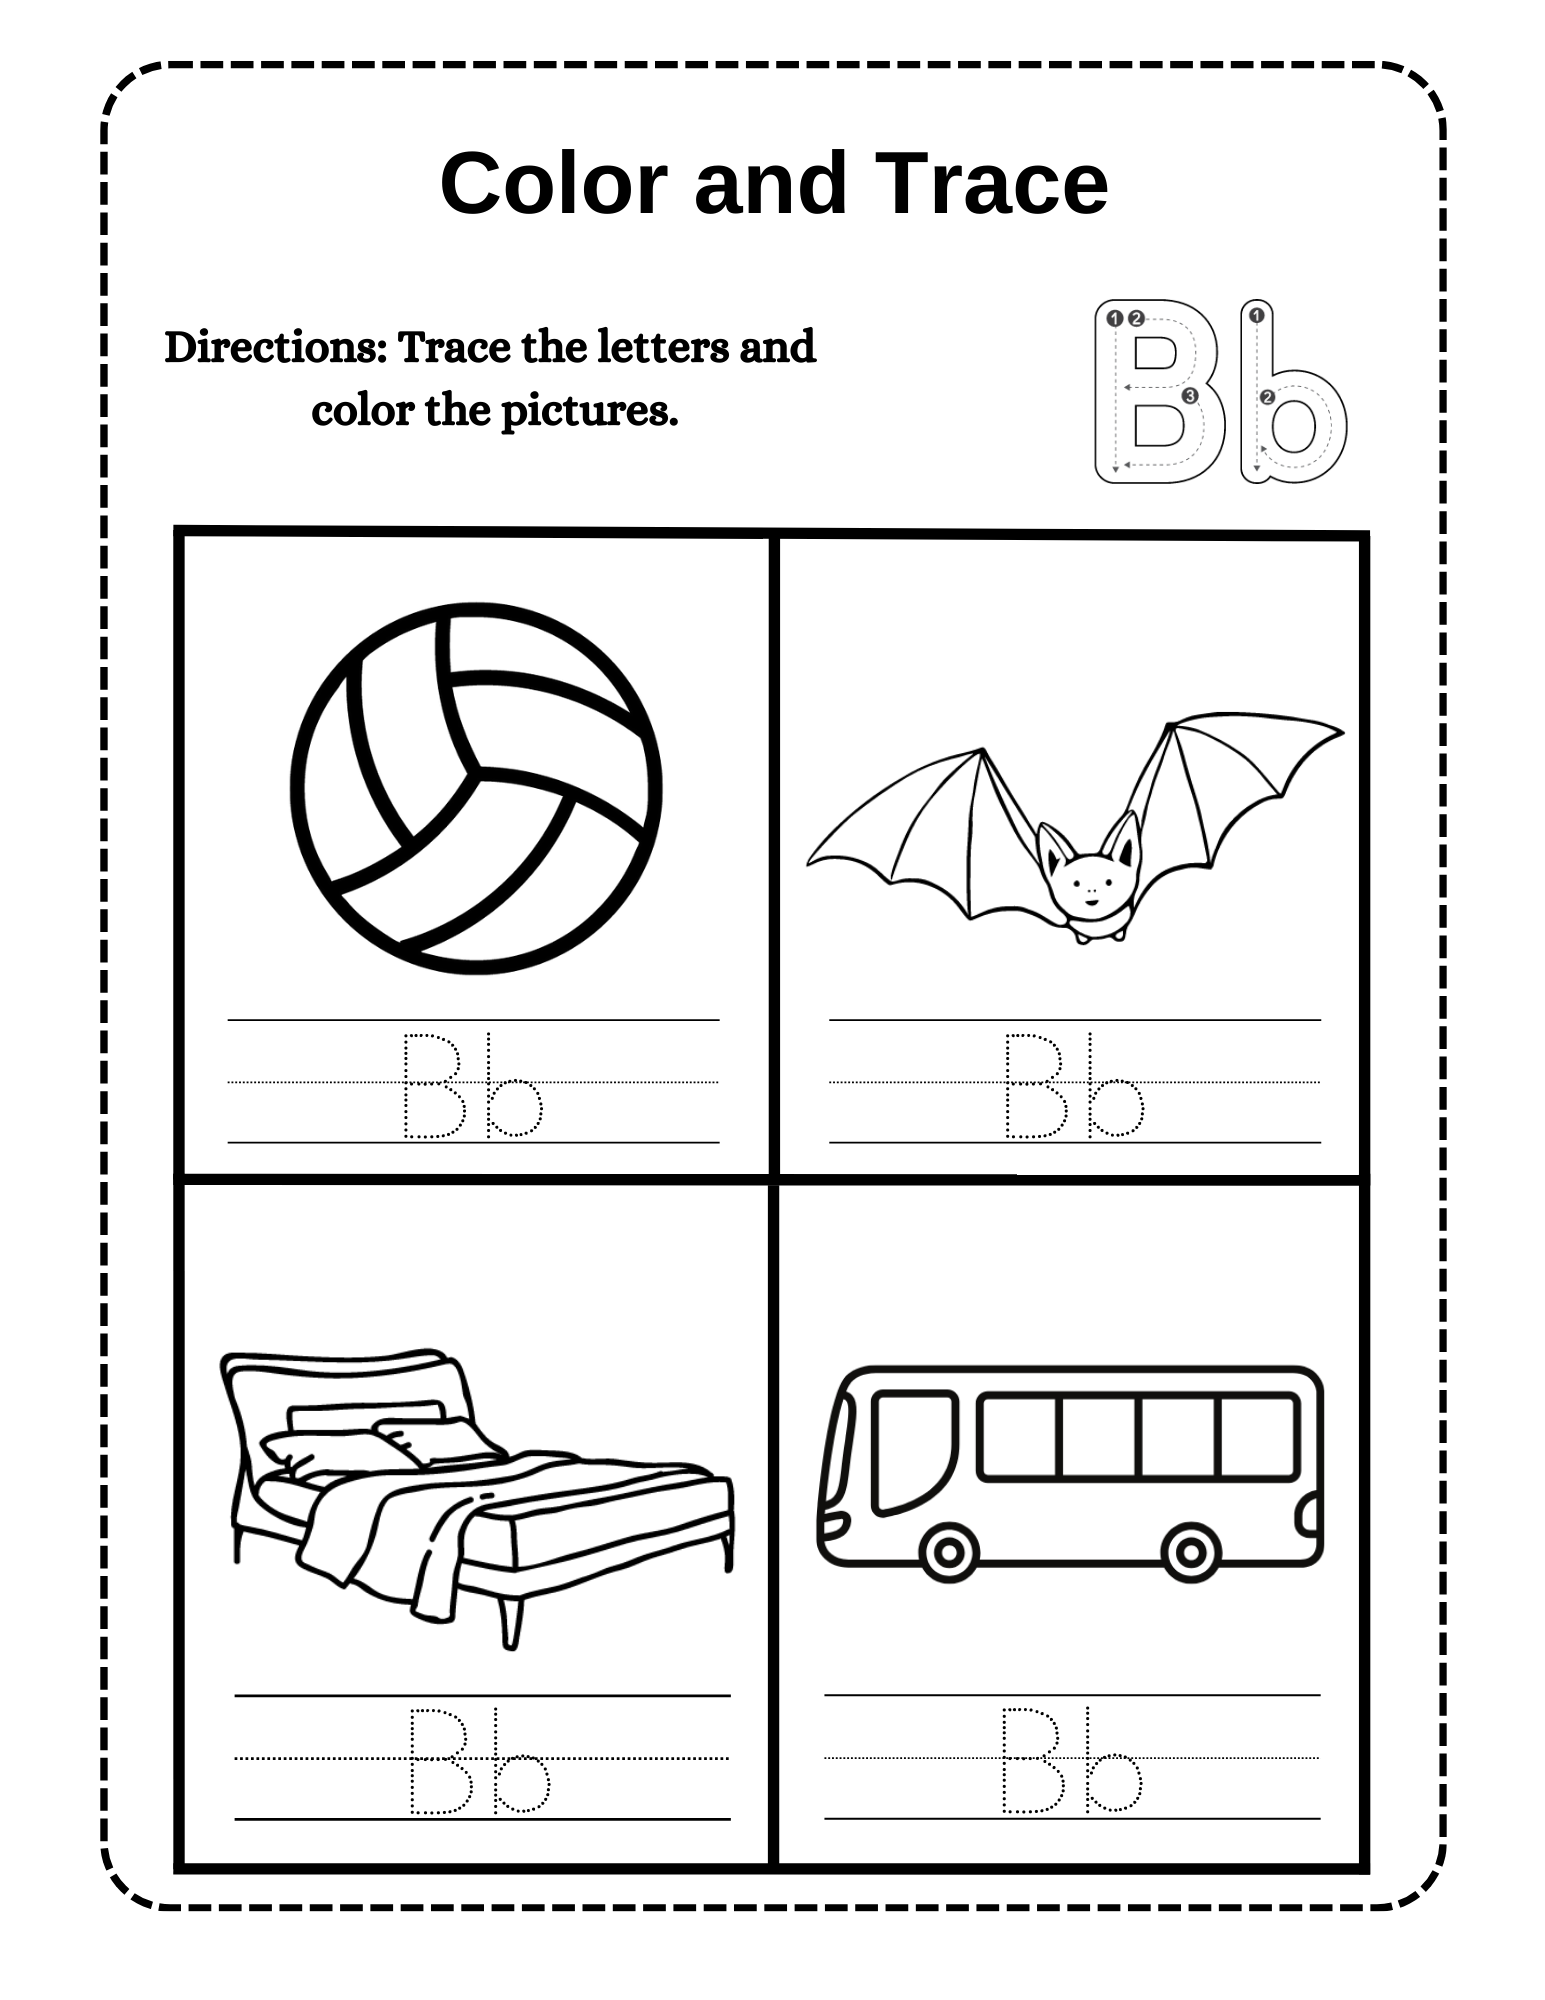 Color and Trace
Directions: Trace the letters and
color the pictures.
1 2 3 1 2
Bb
Bb Bb
Bb Bb